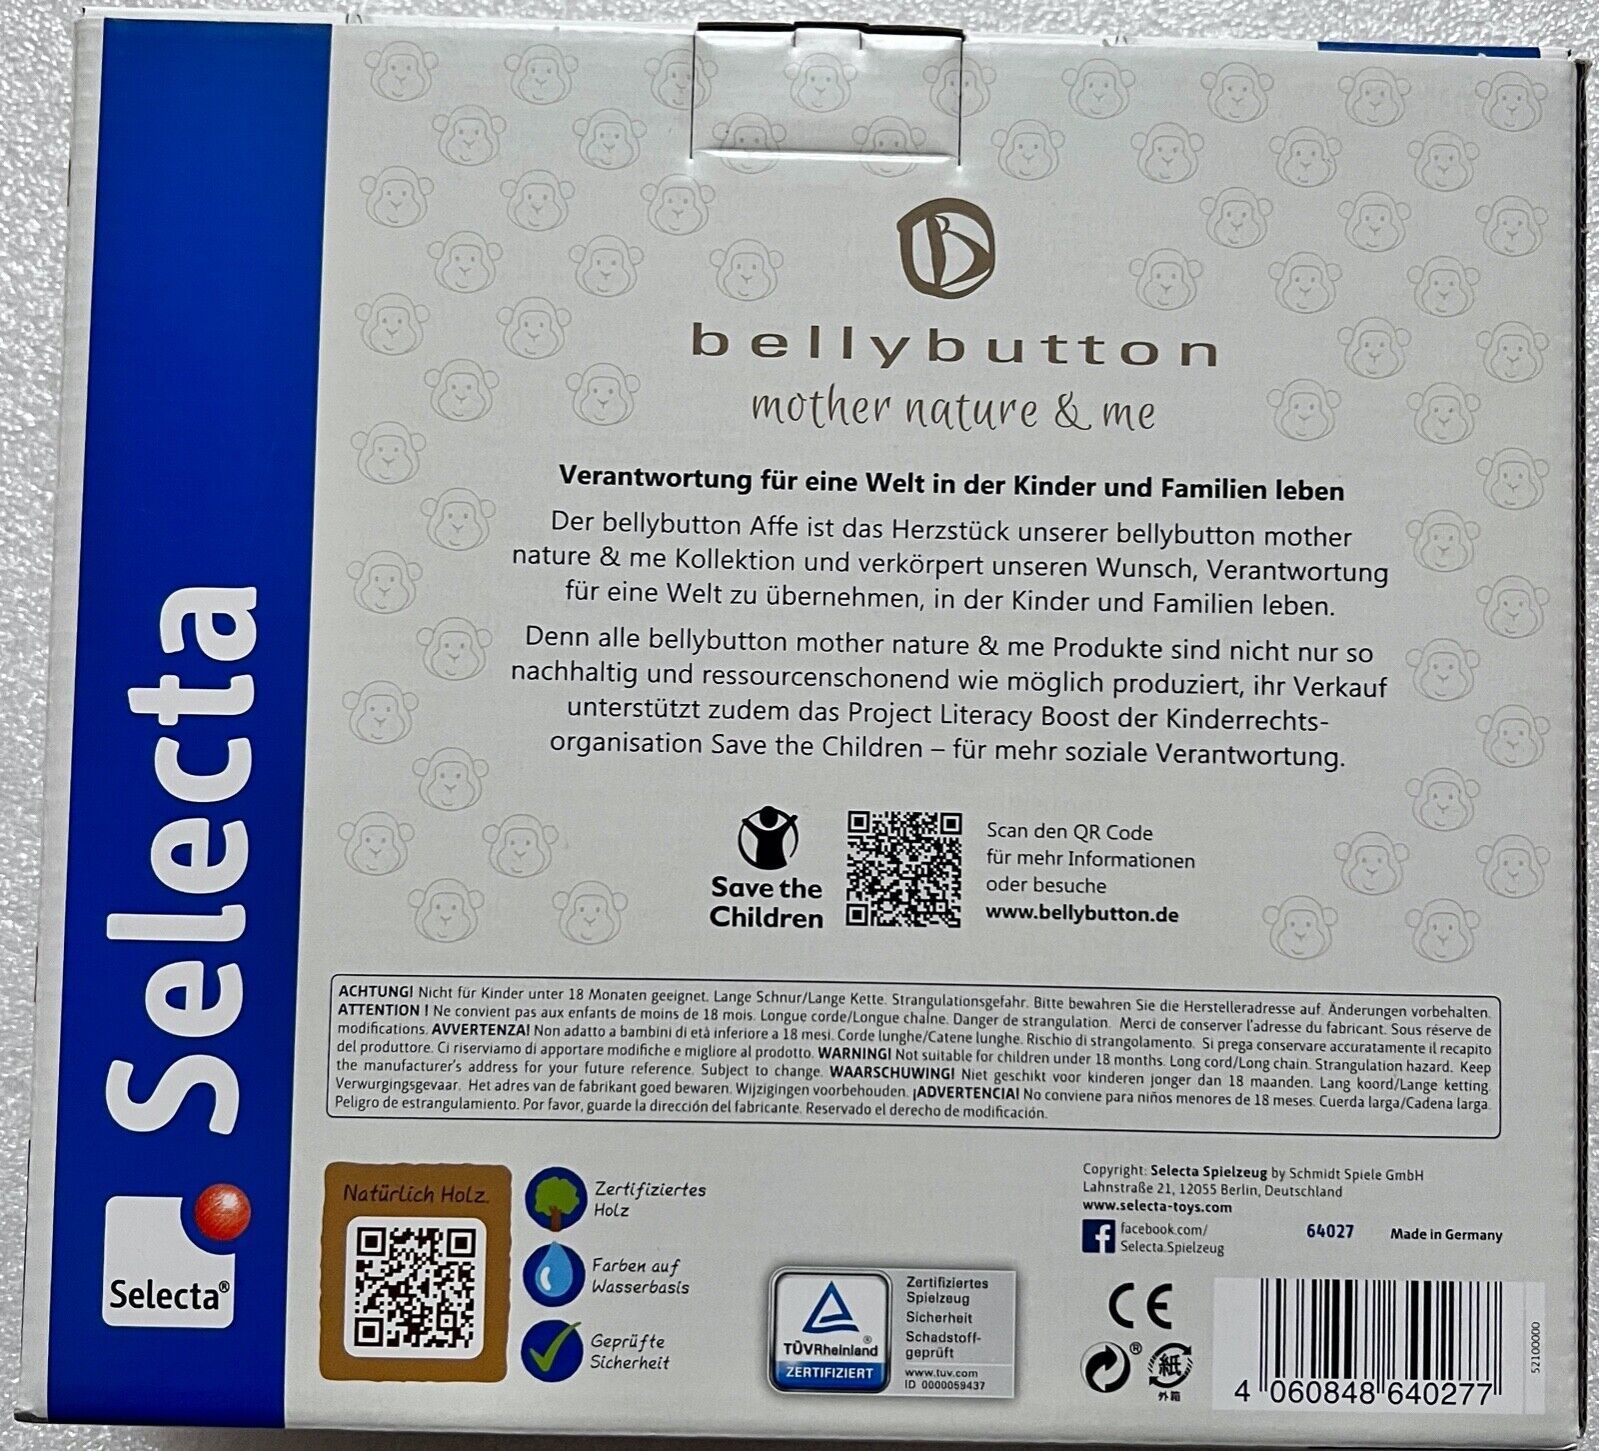 bellybutton
mother nature & me
Verantwortung für eine Welt in der Kinder und Familien leben
Der bellybutton Affe ist das Herzstück unserer bellybutton mother
nature & me Kollektion und verkörpert unseren Wunsch, Verantwortung
für eine Welt zu übernehmen, in der Kinder und Familien leben.
Denn alle bellybutton mother nature & me Produkte sind nicht nur so
nachhaltig und ressourcenschonend wie möglich produziert, ihr Verkauf
unterstützt zudem das Project Literacy Boost der Kinderrechts-
organisation Save the Children – für mehr soziale Verantwortung.
Save the
Children
Scan den QR Code
für mehr Informationen
oder besuche
www.bellybutton.de
ACHTUNG! Nicht für Kinder unter 18 Monaten geeignet. Lange Schnur/Lange Kette. Strangulationsgefahr. Bitte bewahren Sie die Herstelleradresse auf. Änderungen vorbehalten.
ATTENTION ! Ne convient pas aux enfants de moins de 18 mois. Longue corde/Longue chaîne. Danger de strangulation. Merci de conserver l'adresse du fabricant. Sous réserve de
modifications. AVVERTENZA! Non adatto a bambini di età inferiore a 18 mesi. Corde lunghe/Catene lunghe. Rischio di strangolamento. Si prega conservare accuratamente il recapito
del produttore. Ci riserviamo di apportare modifiche e migliore al prodotto. WARNING! Not suitable for children under 18 months. Long cord/Long chain. Strangulation hazard. Keep
the manufacturer's address for your future reference. Subject to change. WAARSCHUWING! Niet geschikt voor kinderen jonger dan 18 maanden. Lang koord/Lange ketting.
Verwurgingsgevaar. Het adres van de fabrikant goed bewaren. Wijzigingen voorbehouden. ¡ADVERTENCIA! No conviene para niños menores de 18 meses. Cuerda larga/Cadena larga.
Peligro de estrangulamiento. Por favor, guarde la dirección del fabricante. Reservado el derecho de modificación.
Selecta
Selecta®
Natürlich Holz.
Zertifiziertes
Holz
Farben auf
Wasserbasis
Geprüfte
Sicherheit
TÜVRheinland®
ZERTIFIZIERT
Zertifiziertes
Spielzeug
Sicherheit
Schadstoff-
geprüft
www.tuv.com
ID 0000059437
Copyright: Selecta Spielzeug by Schmidt Spiele GmbH
Lahnstraße 21, 12055 Berlin, Deutschland
www.selecta-toys.com
facebook.com/
Selecta.Spielzeug
64027 Made in Germany
CE
®
紙
外箱
4 060848 640277
52100000